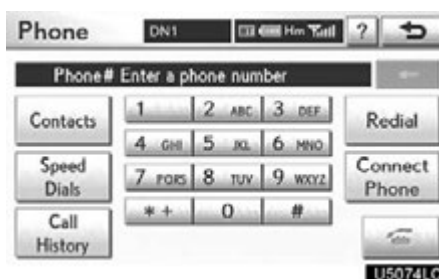 Phone DN1 Hm ?
Phone# Enter a phone number
Contacts 1 2 ABC 3 DEF Redial
4 GHI 5 JKL 6 MNO
Speed Dials 7 PQRS 8 TUV 9 WXYZ Connect Phone
Call History * + 0 #
U5074LC